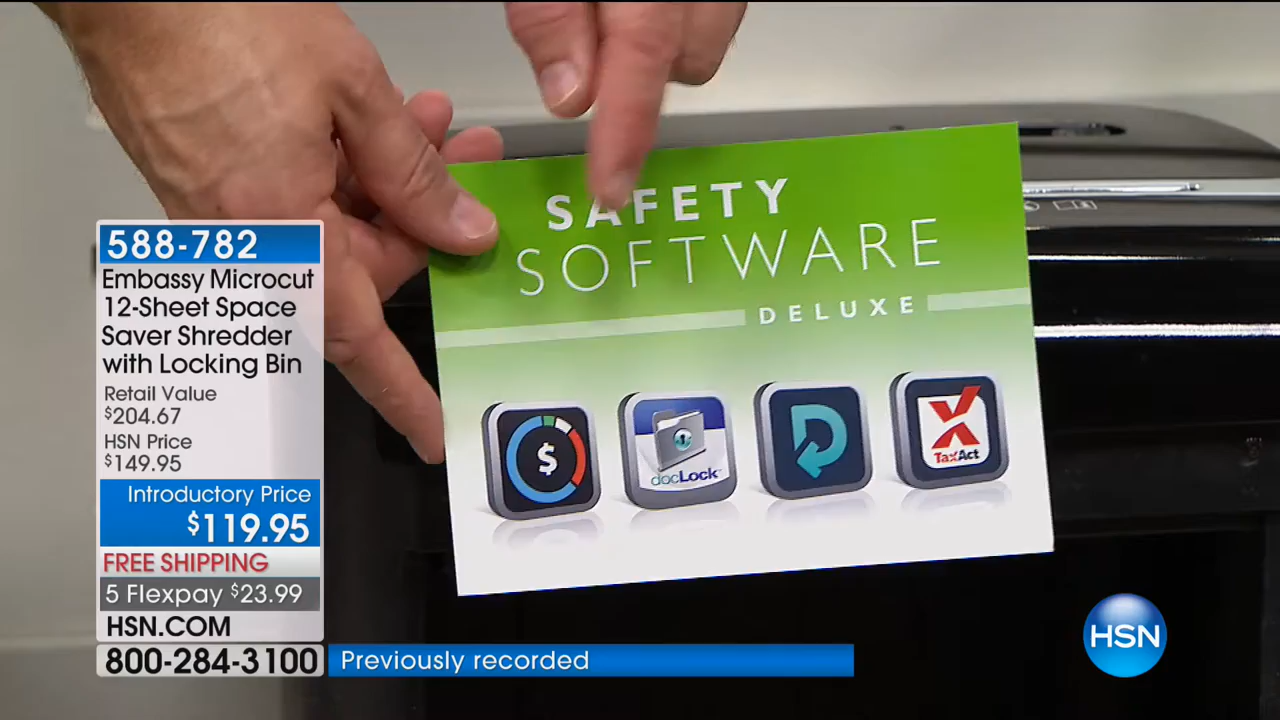 SAFETY
SOFTWARE
DELUXE
$
docLock
TaxAct
588-782
Embassy Microcut
12-Sheet Space
Saver Shredder
with Locking Bin
Retail Value
$204.67
HSN Price
$149.95
Introductory Price
$119.95
FREE SHIPPING
5 Flexpay $23.99
HSN.COM
800-284-3100
Previously recorded
HSN